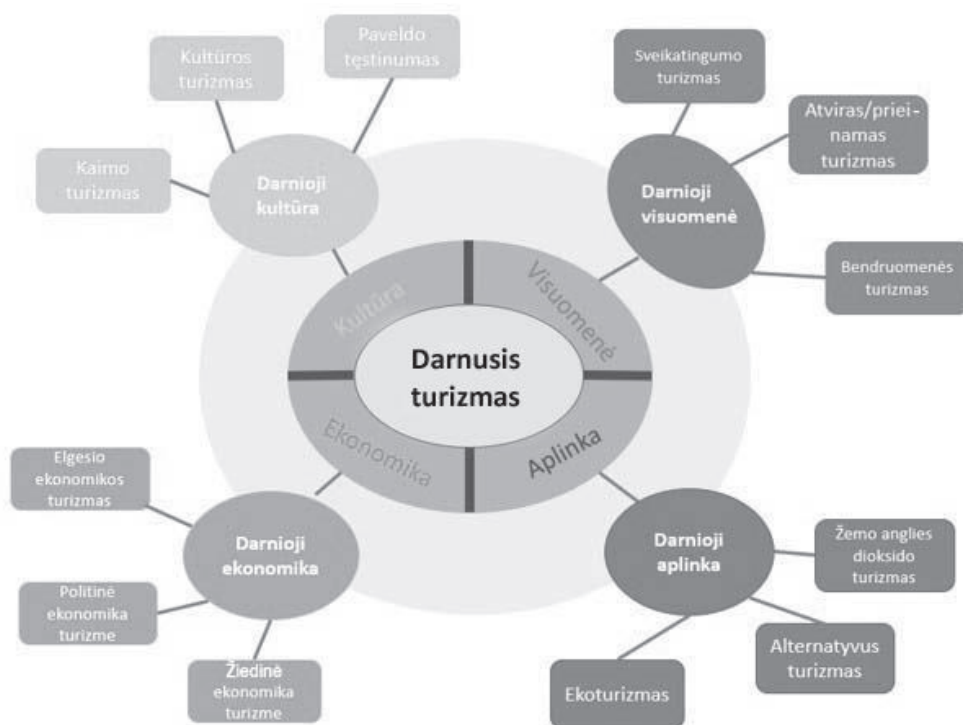 Kultūros
turizmas
Paveldo
tęstinumas
Kaimo
turizmas
Darnioji
kultūra
Sveikatingumo
turizmas
Atviras/priei-
namas
turizmas
Darnioji
visuomenė
Bendruomenės
turizmas
Kultūra
Visuomenė
Darnusis
turizmas
Ekonomika
Aplinka
Elgesio
ekonomikos
turizmas
Darnioji
ekonomika
Politinė
ekonomika
turizme
Žiedinė
ekonomika
turizme
Darnioji
aplinka
Žemo anglies
dioksido
turizmas
Alternatyvus
turizmas
Ekoturizmas